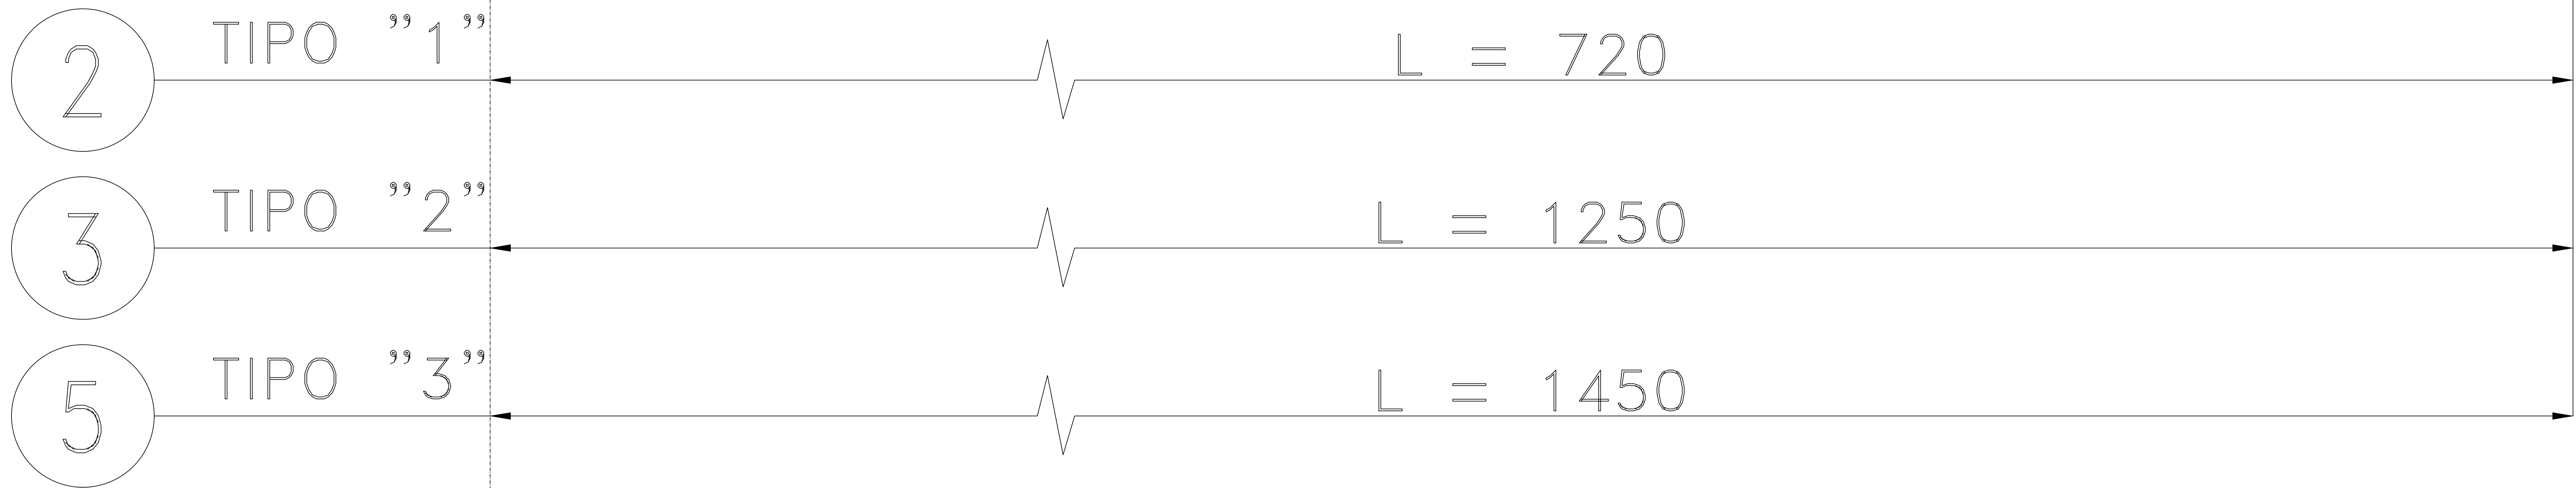 2 TIPO "1" L = 720
3 TIPO "2" L = 1250
5 TIPO "3" L = 1450